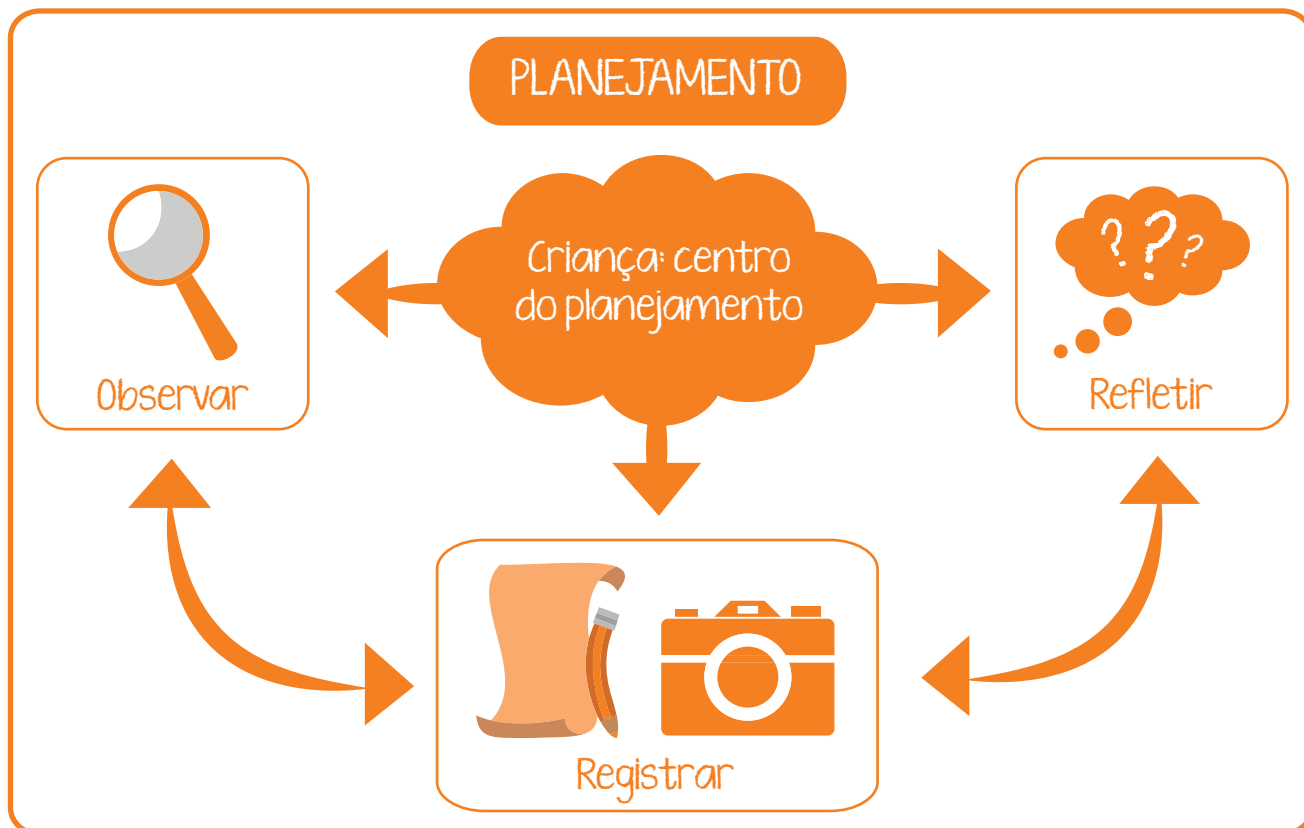 PLANEJAMENTO
Criança: centro
do planejamento
? ? ?
Observar
Refletir
Registrar